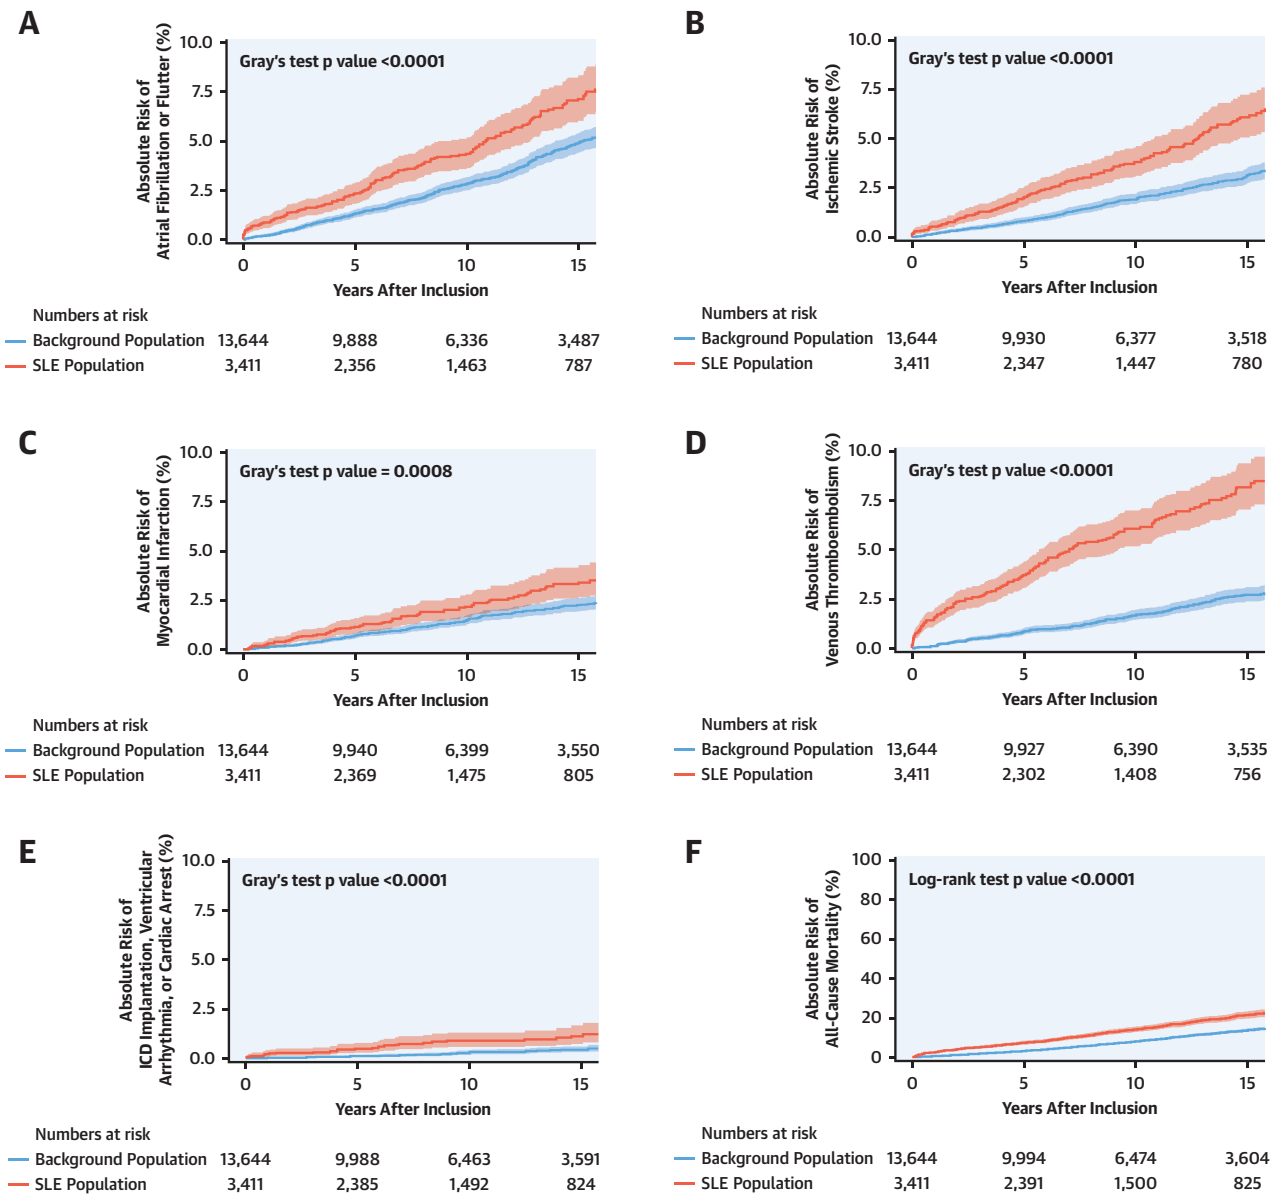 A
Absolute Risk of
Atrial Fibrillation or Flutter (%)
10.0
7.5
5.0
2.5
0.0
Gray's test p value <0.0001
0 5 10 15
Years After Inclusion
Numbers at risk
Background Population 13,644 9,888 6,336 3,487
SLE Population 3,411 2,356 1,463 787
B
Absolute Risk of
Ischemic Stroke (%)
10.0
7.5
5.0
2.5
0.0
Gray's test p value <0.0001
0 5 10 15
Years After Inclusion
Numbers at risk
Background Population 13,644 9,930 6,377 3,518
SLE Population 3,411 2,347 1,447 780
C
Absolute Risk of
Myocardial Infarction (%)
10.0
7.5
5.0
2.5
0.0
Gray's test p value = 0.0008
0 5 10 15
Years After Inclusion
Numbers at risk
Background Population 13,644 9,940 6,399 3,550
SLE Population 3,411 2,369 1,475 805
D
Absolute Risk of
Venous Thromboembolism (%)
10.0
7.5
5.0
2.5
0.0
Gray's test p value <0.0001
0 5 10 15
Years After Inclusion
Numbers at risk
Background Population 13,644 9,927 6,390 3,535
SLE Population 3,411 2,302 1,408 756
E
Absolute Risk of
ICD Implantation, Ventricular
Arrhythmia, or Cardiac Arrest (%)
10.0
7.5
5.0
2.5
0.0
Gray's test p value <0.0001
0 5 10 15
Years After Inclusion
Numbers at risk
Background Population 13,644 9,988 6,463 3,591
SLE Population 3,411 2,385 1,492 824
F
Absolute Risk of
All-Cause Mortality (%)
100
80
60
40
20
0
Log-rank test p value <0.0001
0 5 10 15
Years After Inclusion
Numbers at risk
Background Population 13,644 9,994 6,474 3,604
SLE Population 3,411 2,391 1,500 825